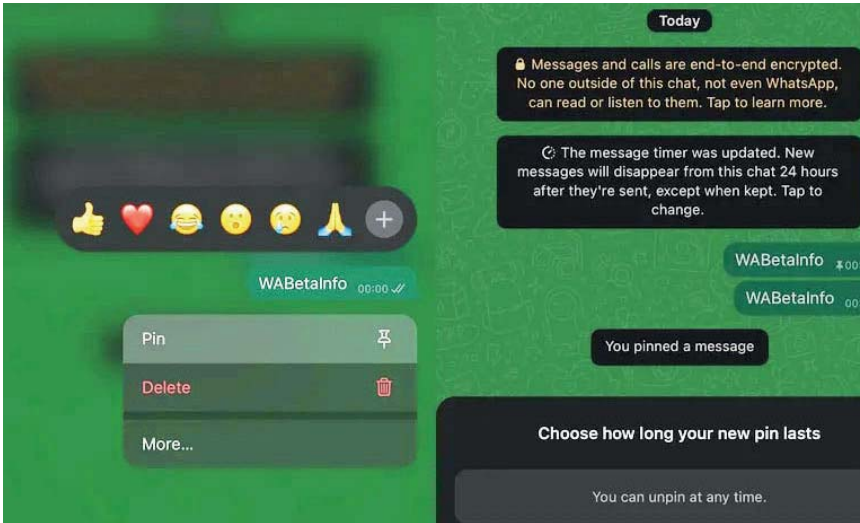 WABetaInfo 00:00
Pin
Delete
More...
Today
Messages and calls are end-to-end encrypted.
No one outside of this chat, not even WhatsApp,
can read or listen to them. Tap to learn more.
The message timer was updated. New
messages will disappear from this chat 24 hours
after they're sent, except when kept. Tap to
change.
WABetaInfo
WABetaInfo
You pinned a message
Choose how long your new pin lasts
You can unpin at any time.